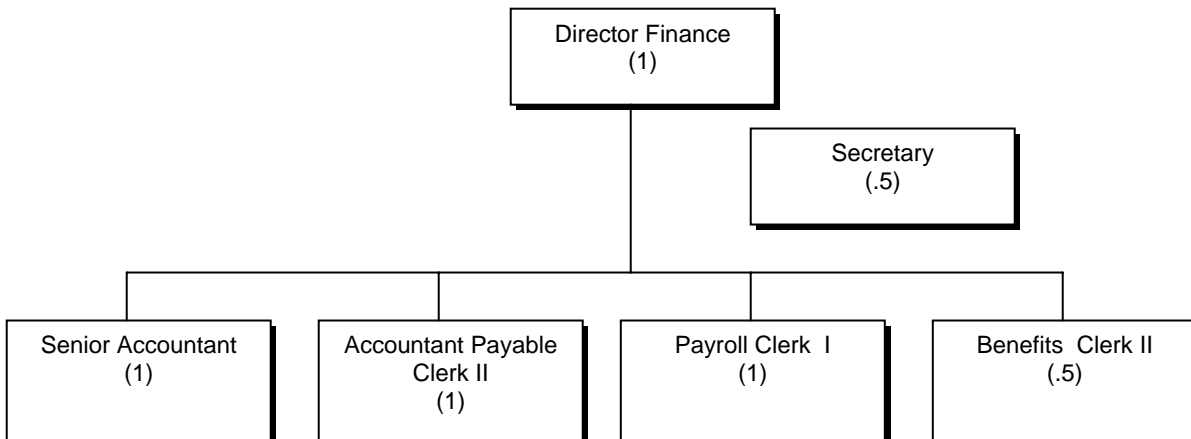 Director Finance
(1)
Secretary
(.5)
Senior Accountant
(1)
Accountant Payable
Clerk II
(1)
Payroll Clerk  I
(1)
Benefits  Clerk II
(.5)